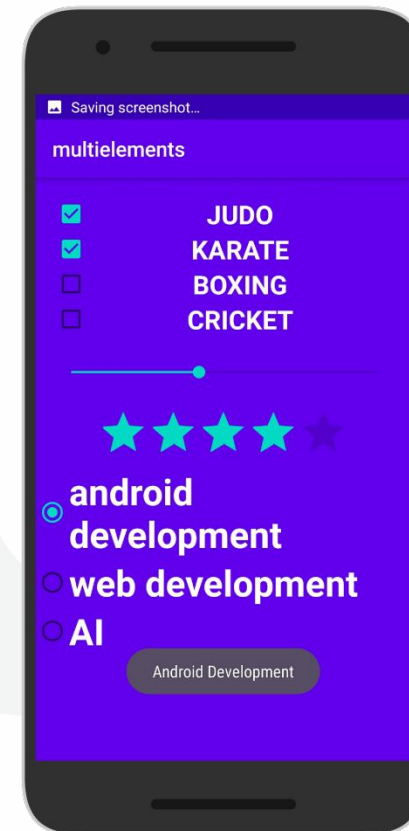 Saving screenshot...
multielements
JUDO
KARATE
BOXING
CRICKET
android
development
web development
AI
Android Development